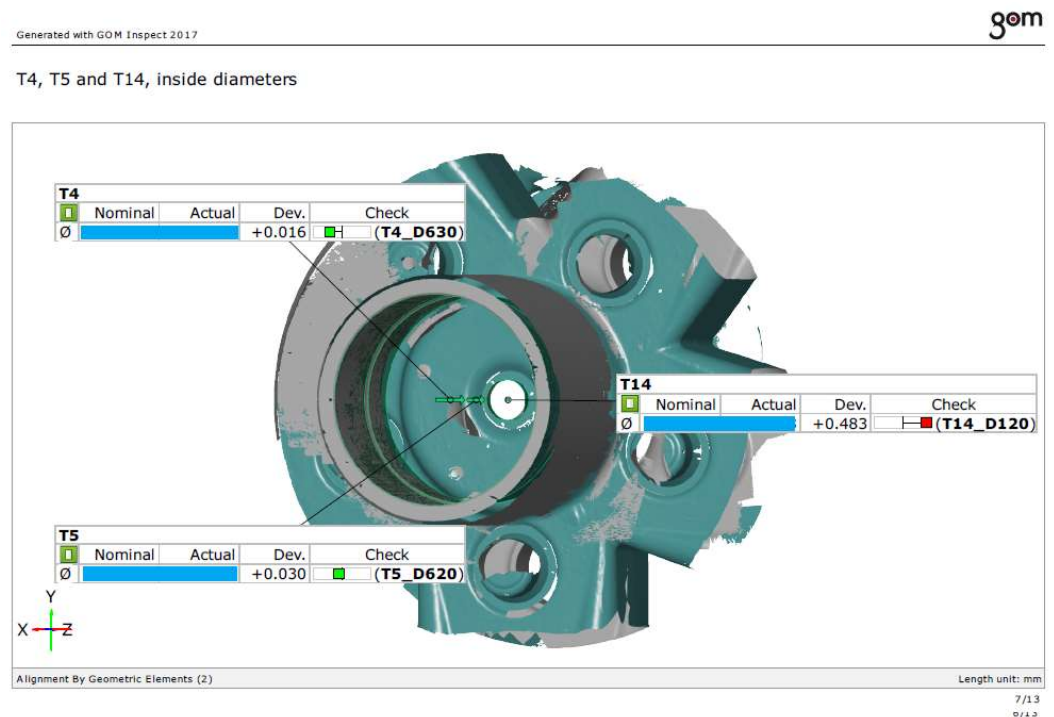 gom
Generated with GOM Inspect 2017
T4, T5 and T14, inside diameters
T4
Nominal Actual Dev. Check
Ø +0.016 (T4_D630)
T14
Nominal Actual Dev. Check
Ø +0.483 (T14_D120)
T5
Nominal Actual Dev. Check
Ø +0.030 (T5_D620)
Y
X Z
Alignment By Geometric Elements (2) Length unit: mm
7/13